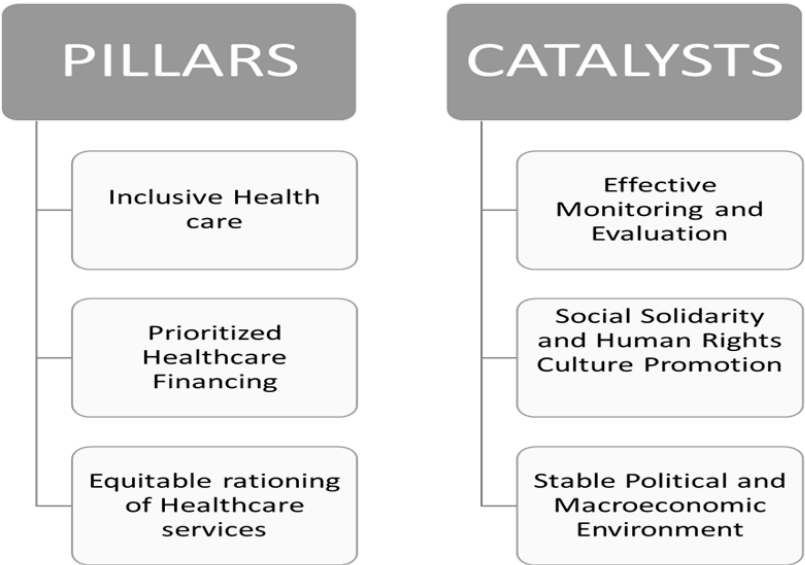 PILLARS
Inclusive Health
care
Prioritized
Healthcare
Financing
Equitable rationing
of Healthcare
services
CATALYSTS
Effective
Monitoring and
Evaluation
Social Solidarity
and Human Rights
Culture Promotion
Stable Political and
Macroeconomic
Environment